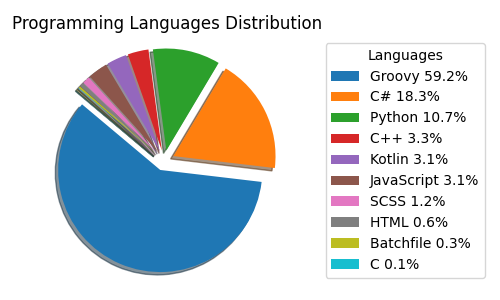 Programming Languages Distribution
Languages
Groovy 59.2%
C# 18.3%
Python 10.7%
C++ 3.3%
Kotlin 3.1%
JavaScript 3.1%
SCSS 1.2%
HTML 0.6%
Batchfile 0.3%
C 0.1%